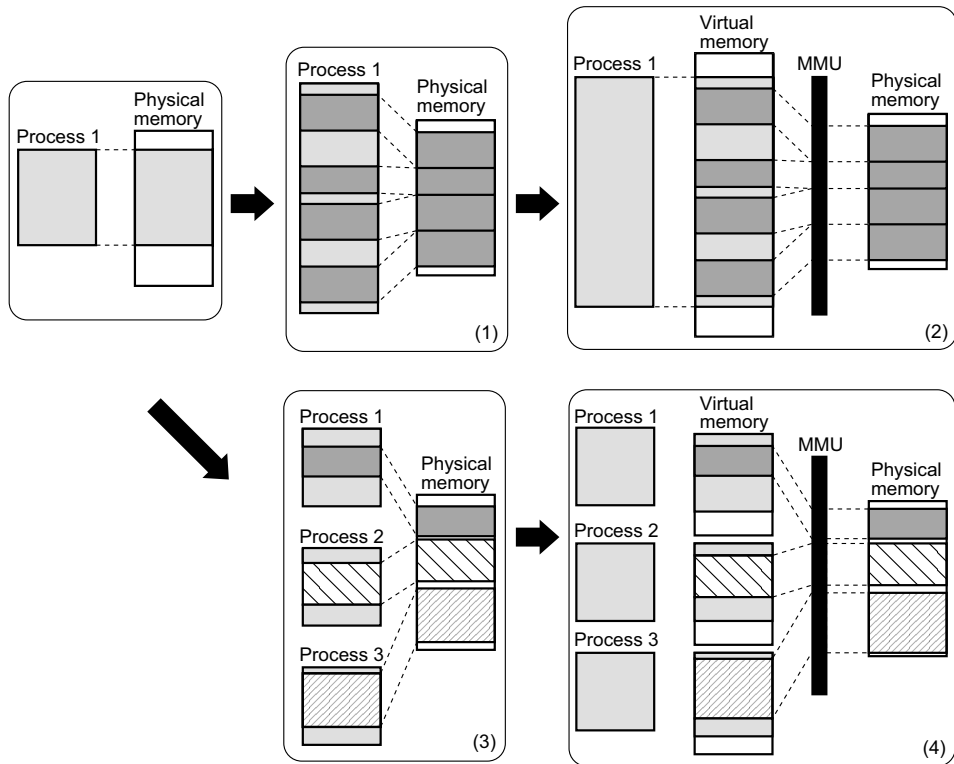 Process 1
Physical
memory
Process 1
Physical
memory
(1)
Process 1
Virtual
memory
MMU
Physical
memory
(2)
Process 1
Process 2
Process 3
Physical
memory
(3)
Process 1
Process 2
Process 3
Virtual
memory
MMU
Physical
memory
(4)